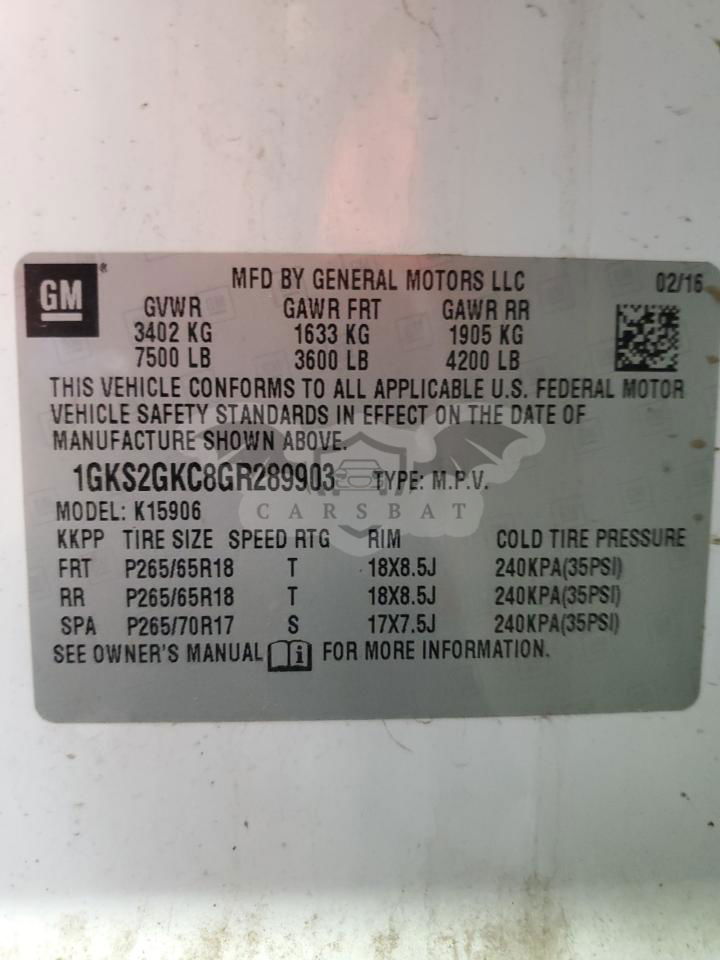 GM
MFD BY GENERAL MOTORS LLC 02/16
GVWR GAWR FRT GAWR RR
3402 KG 1633 KG 1905 KG
7500 LB 3600 LB 4200 LB
THIS VEHICLE CONFORMS TO ALL APPLICABLE U.S. FEDERAL MOTOR
VEHICLE SAFETY STANDARDS IN EFFECT ON THE DATE OF
MANUFACTURE SHOWN ABOVE.
1GKS2GKC8GR289903 TYPE: M.P.V.
CARSBAT
MODEL: K15906
KKPP TIRE SIZE SPEED RTG RIM COLD TIRE PRESSURE
FRT P265/65R18 T 18X8.5J 240KPA(35PSI)
RR P265/65R18 T 18X8.5J 240KPA(35PSI)
SPA P265/70R17 S 17X7.5J 240KPA(35PSI)
SEE OWNER'S MANUAL i FOR MORE INFORMATION.